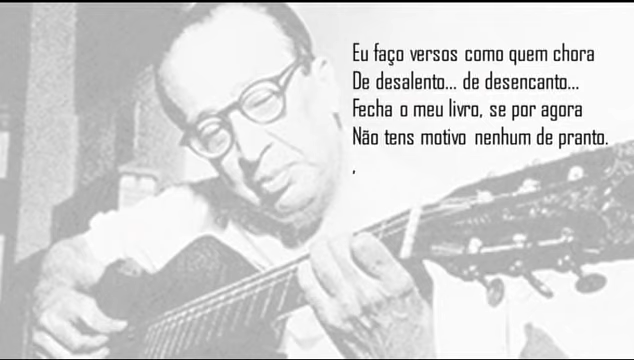 Eu faço versos como quem chora
De desalento... de desencanto...
Fecha o meu livro, se por agora
Não tens motivo nenhum de pranto.
,